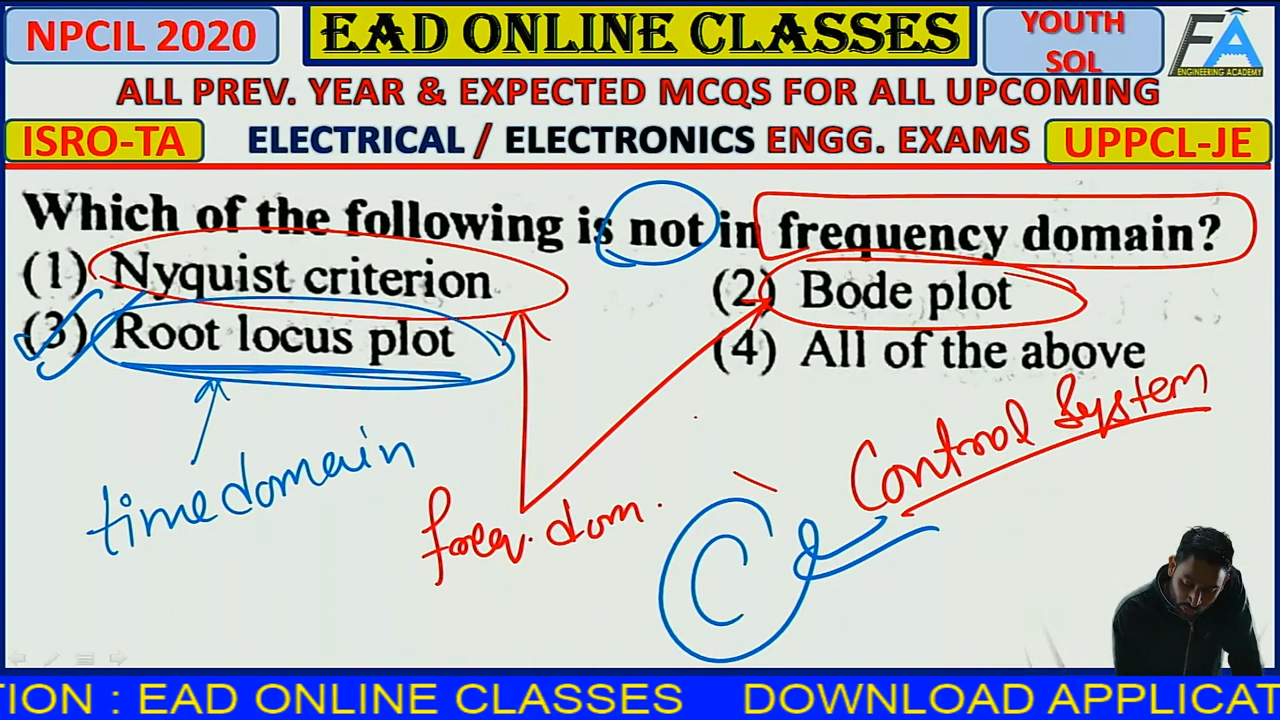 NPCIL 2020
EAD ONLINE CLASSES
YOUTH
SOL
EA
ENGINEERING ACADEMY
ALL PREV. YEAR & EXPECTED MCQS FOR ALL UPCOMING
ISRO-TA
ELECTRICAL / ELECTRONICS ENGG. EXAMS
UPPCL-JE
Which of the following is not in frequency domain?
(1) Nyquist criterion
(2) Bode plot
(3) Root locus plot
(4) All of the above
Control System
time domain
freq. dom.
C
TION : EAD ONLINE CLASSES DOWNLOAD APPLICAT